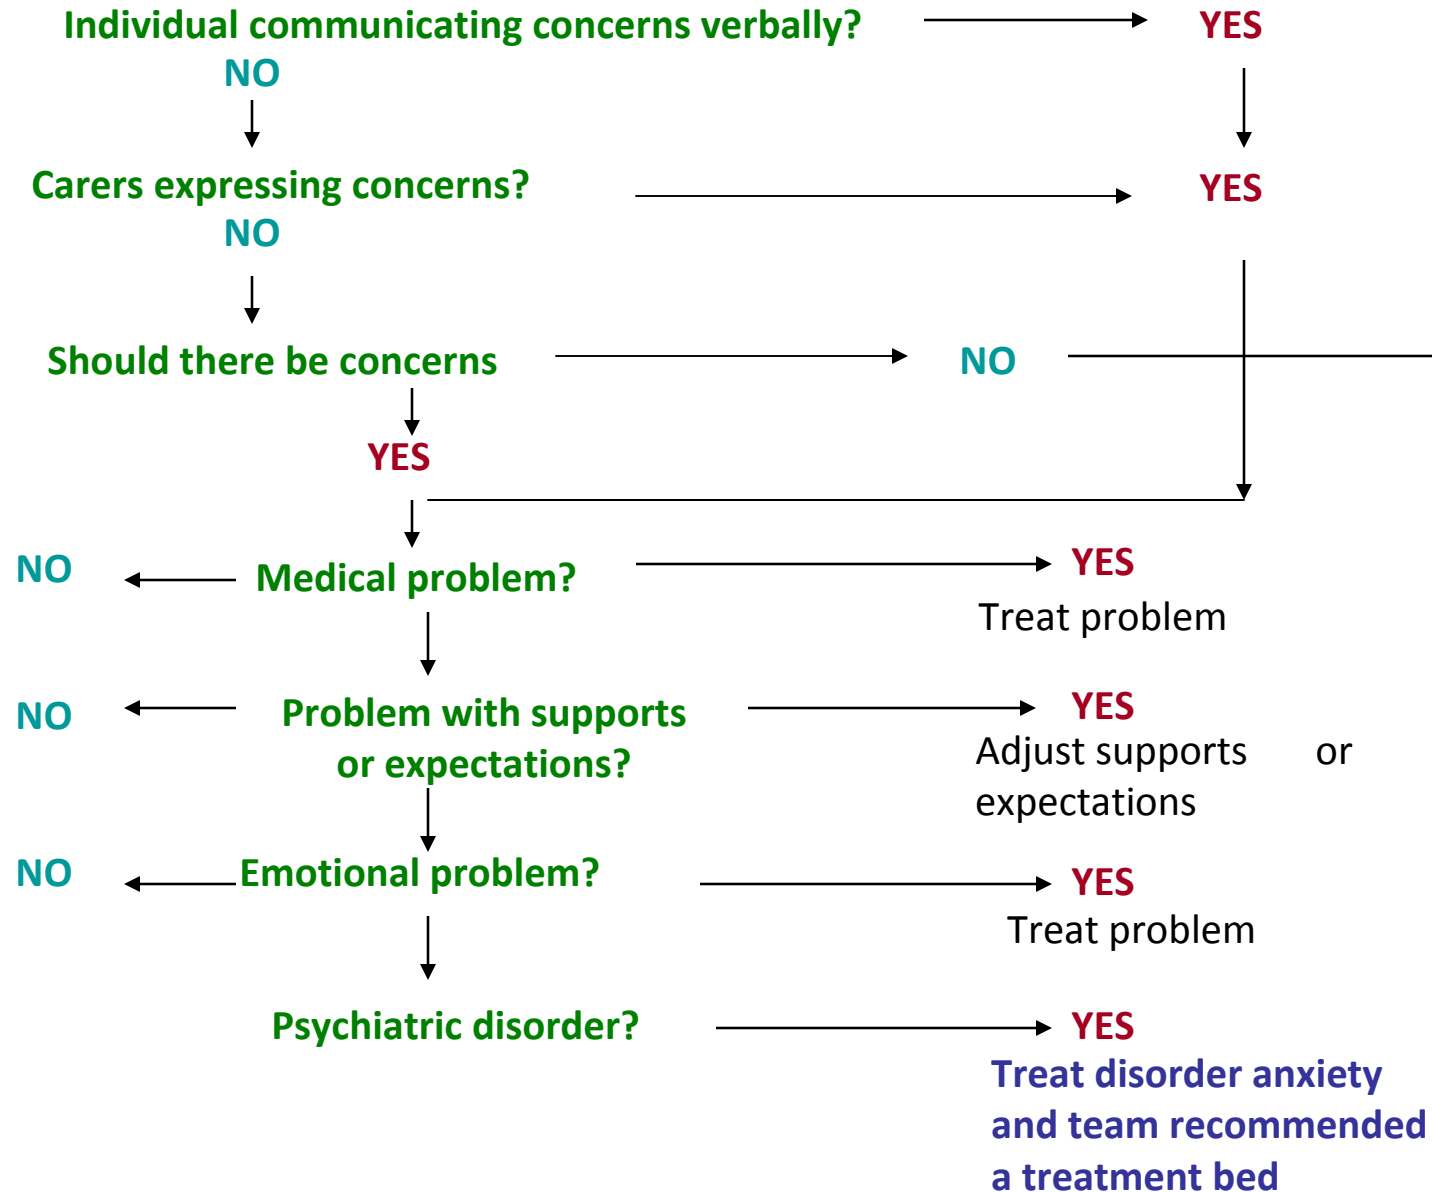 Individual communicating concerns verbally?
YES
NO
Carers expressing concerns?
YES
NO
Should there be concerns
NO
YES
NO
Medical problem?
YES
Treat problem
NO
Problem with supports
or expectations?
YES
Adjust supports or
expectations
NO
Emotional problem?
YES
Treat problem
Psychiatric disorder?
YES
Treat disorder anxiety
and team recommended
a treatment bed